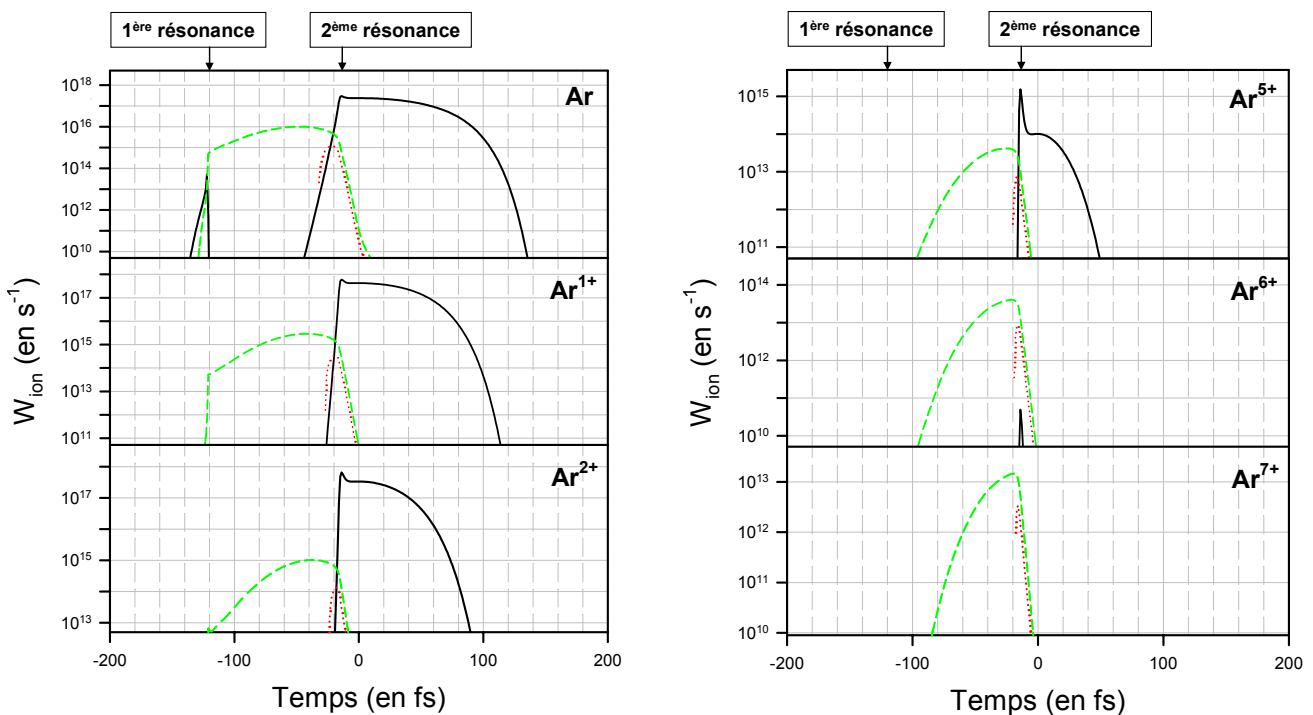 1ère résonance
2ème résonance
1ère résonance
2ème résonance
W_ion (en s⁻¹)
10¹⁸
10¹⁶
10¹⁴
10¹²
10¹⁰
Ar
10¹⁷
10¹⁵
10¹³
10¹¹
Ar¹⁺
10¹⁷
10¹⁵
10¹³
Ar²⁺
-200
-100
0
100
200
Temps (en fs)
W_ion (en s⁻¹)
10¹⁵
10¹³
10¹¹
Ar⁵⁺
10¹⁴
10¹²
10¹⁰
Ar⁶⁺
10¹³
10¹²
10¹¹
10¹⁰
Ar⁷⁺
-200
-100
0
100
200
Temps (en fs)